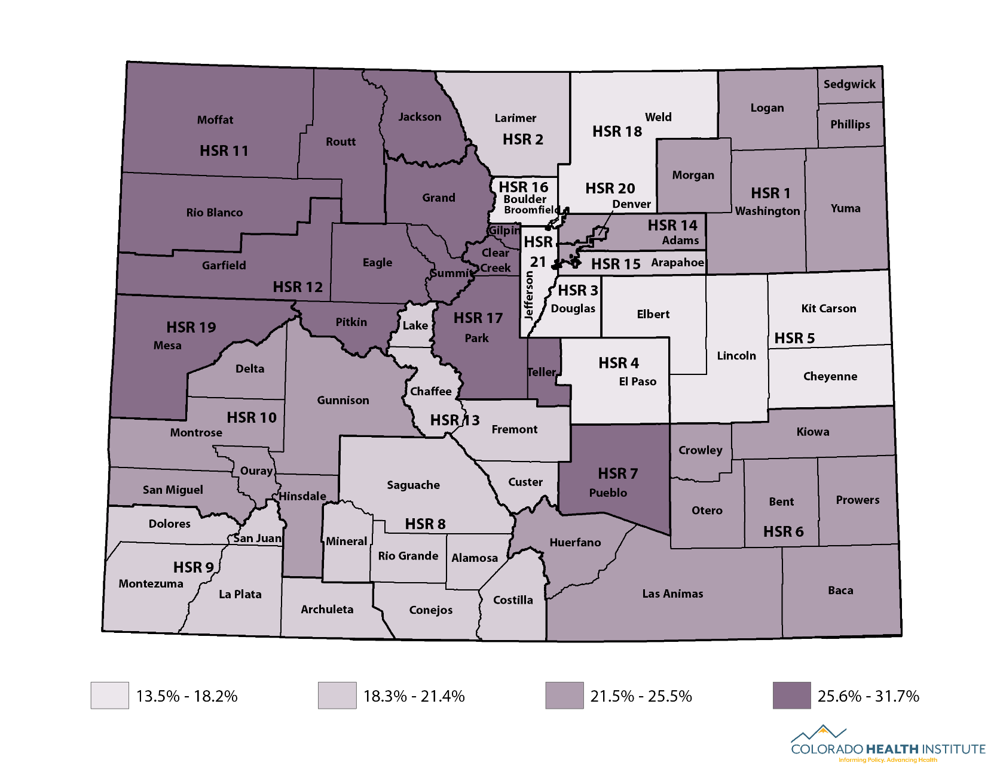 Sedgwick
Logan
Moffat
Jackson
Larimer
Weld
Phillips
HSR 11
Routt
HSR 2
HSR 18
Morgan
HSR 16
HSR 20
HSR 1
Grand
Boulder
Denver
Rio Blanco
Broomfield
Washington
Yuma
Gilpin
HSR 14
Adams
HSR
21
Clear
Creek
Garfield
Eagle
HSR 15
Arapahoe
Summit
HSR 12
Jefferson
HSR 3
Douglas
Elbert
Kit Carson
HSR 17
Park
HSR 19
Mesa
Pitkin
Lake
HSR 5
Lincoln
HSR 4
El Paso
Delta
Teller
Cheyenne
Gunnison
Chaffee
HSR 10
Montrose
HSR 13
Fremont
Kiowa
Crowley
Ouray
HSR 7
Pueblo
San Miguel
Hinsdale
Saguache
Custer
Otero
Bent
Prowers
HSR 6
Dolores
San Juan
HSR 8
Mineral
Rio Grande
Alamosa
Huerfano
HSR 9
Montezuma
La Plata
Archuleta
Conejos
Costilla
Las Animas
Baca
13.5% - 18.2%
18.3% - 21.4%
21.5% - 25.5%
25.6% - 31.7%
COLORADO HEALTH INSTITUTE
Informing Policy. Advancing Health